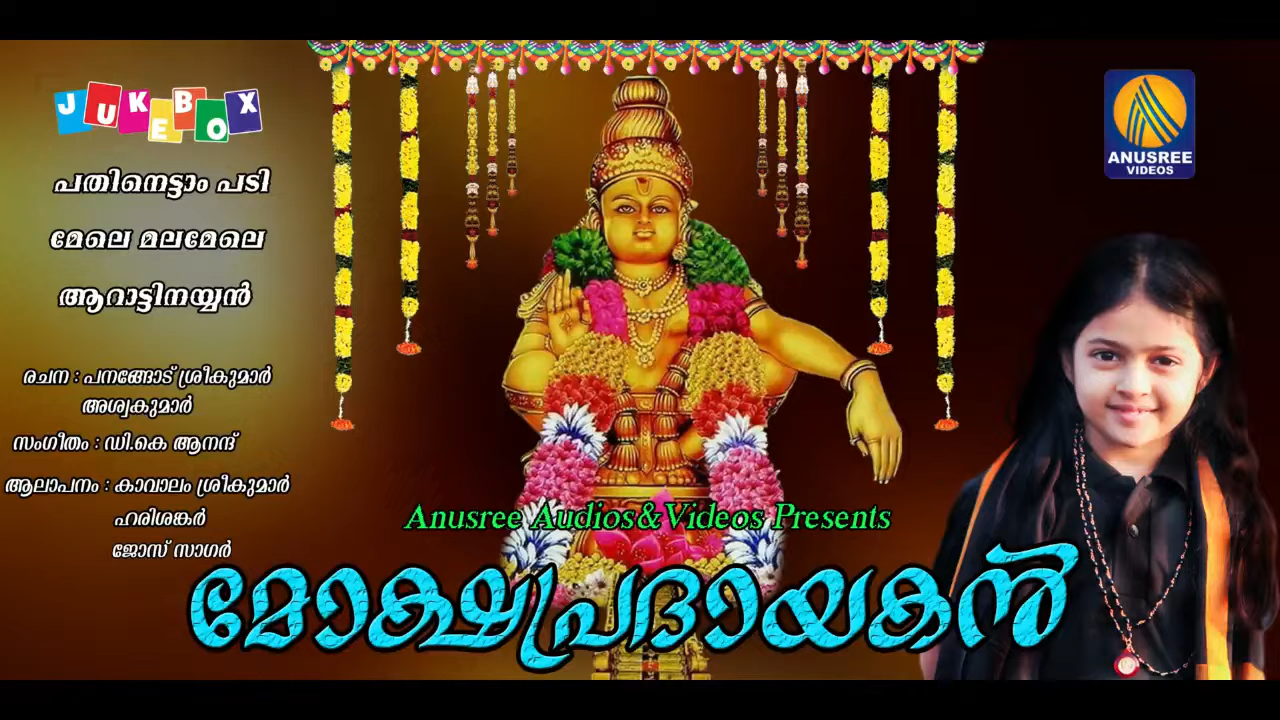 JUKEBOX
പതിനെട്ടാം പടി
മേലെ മലമേലെ
ആറാട്ടിനയ്യൻ
രചന : പനങ്ങോട് ശ്രീകുമാർ
അശ്വകുമാർ
സംഗീതം : ഡി.കെ ആനന്ദ്
ആലാപനം : കാവാലം ശ്രീകുമാർ
ഹരിശങ്കർ
ജോസ് സാഗർ
ANUSREE
VIDEOS
Anusree Audios&Videos Presents
മോക്ഷപ്രദായകൻ